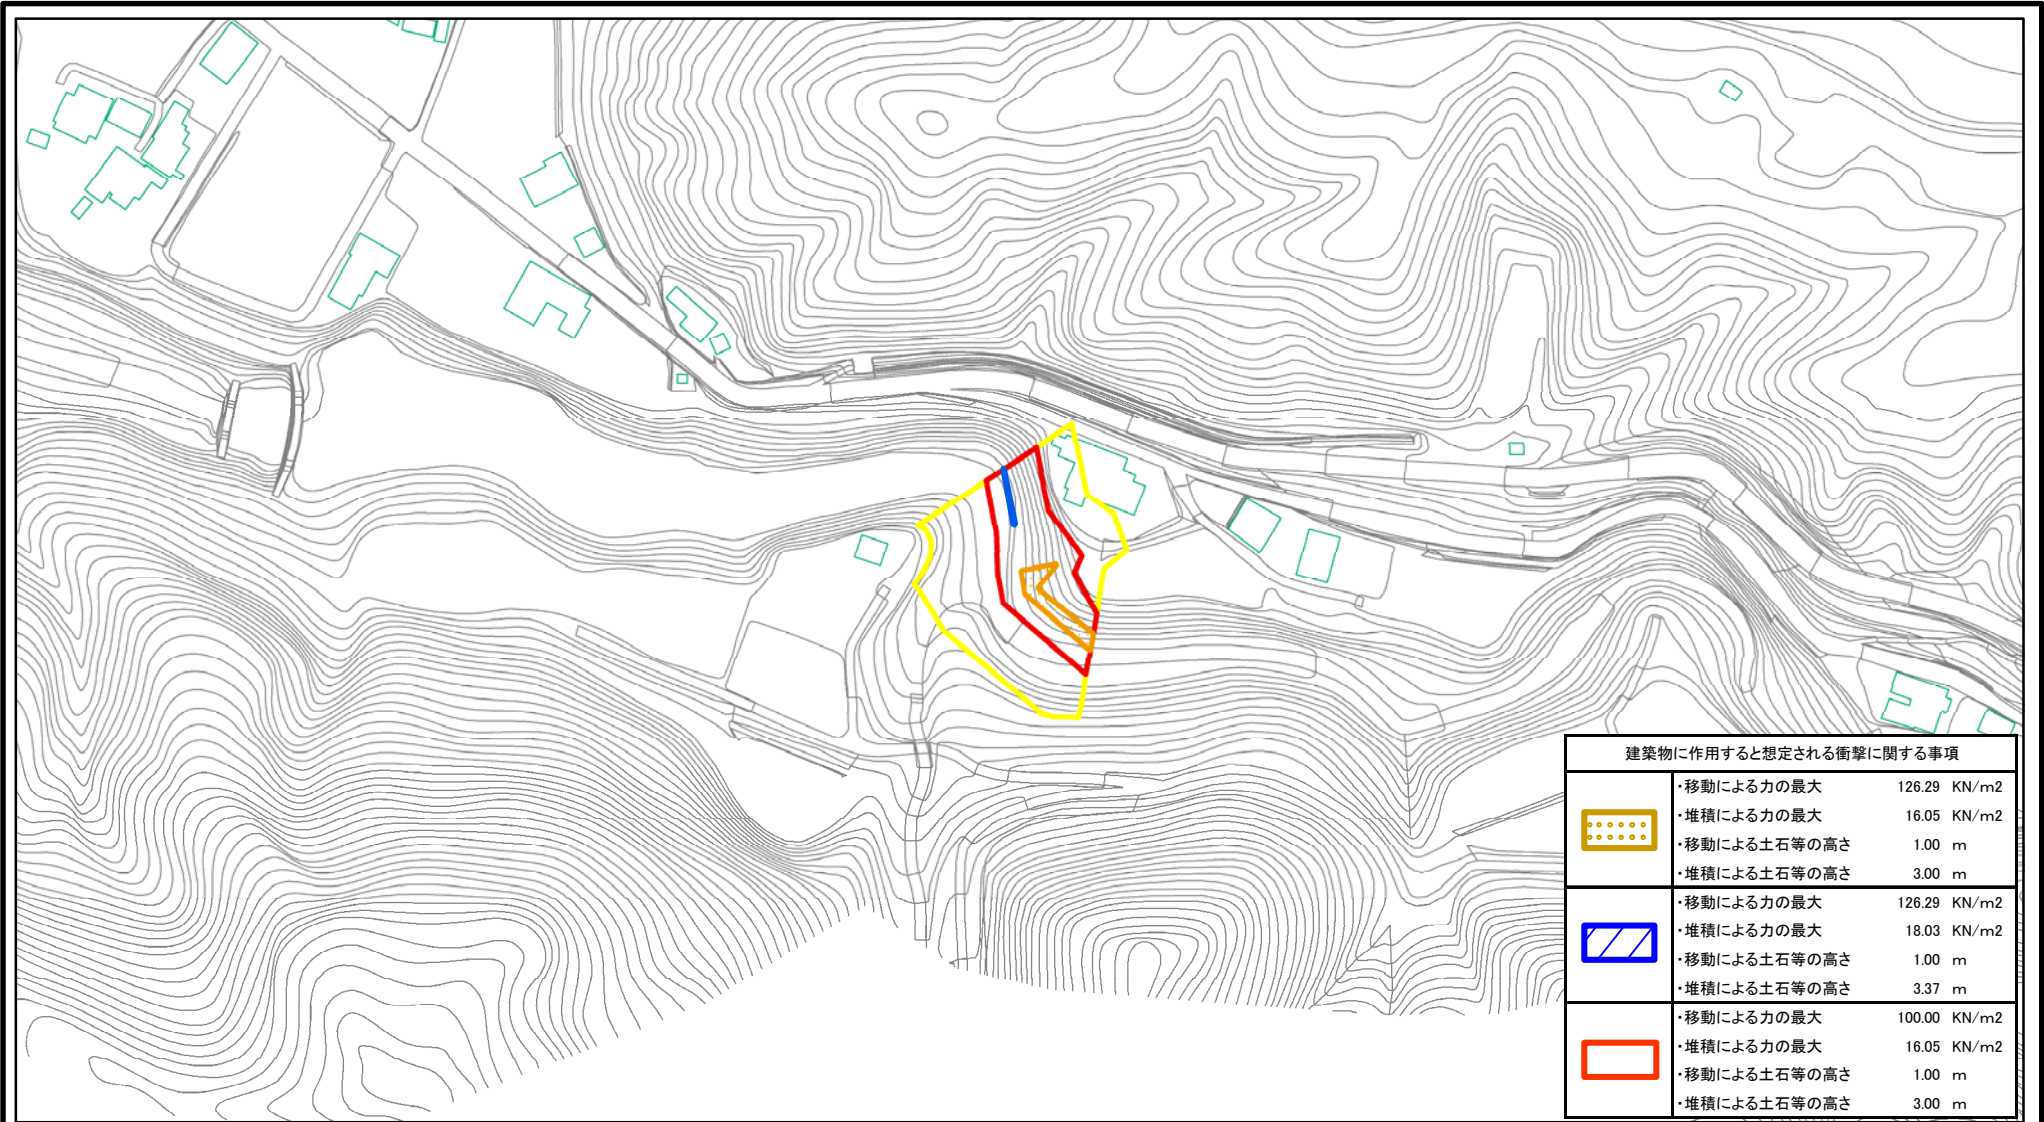 建築物に作用すると想定される衝撃に関する事項
・移動による力の最大 126.29 KN/m2
・堆積による力の最大 16.05 KN/m2
・移動による土石等の高さ 1.00 m
・堆積による土石等の高さ 3.00 m
・移動による力の最大 126.29 KN/m2
・堆積による力の最大 18.03 KN/m2
・移動による土石等の高さ 1.00 m
・堆積による土石等の高さ 3.37 m
・移動による力の最大 100.00 KN/m2
・堆積による力の最大 16.05 KN/m2
・移動による土石等の高さ 1.00 m
・堆積による土石等の高さ 3.00 m